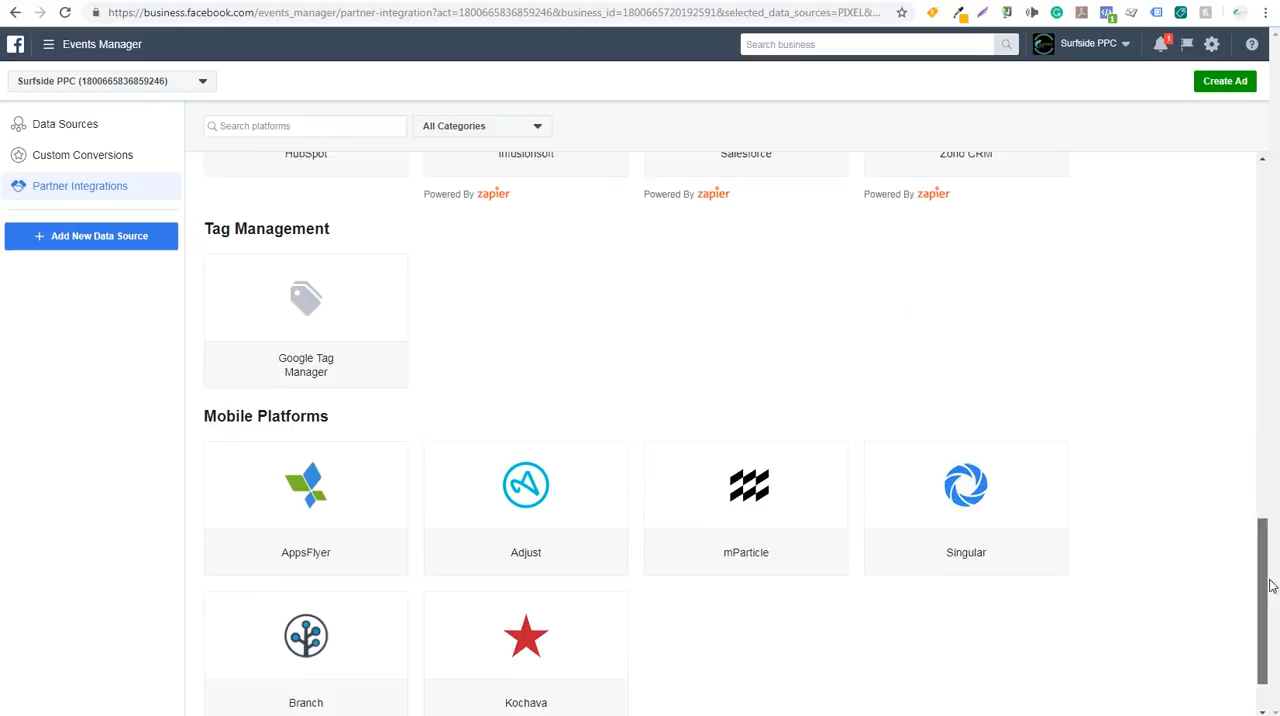 https://business.facebook.com/events_manager/partner-integration?act=1800665836859246&business_id=1800665720192591&selected_data_sources=PIXEL&...
1
Events Manager
Search business
Surfside PPC
1
Surfside PPC (1800665836859246)
Create Ad
Data Sources
Custom Conversions
Partner Integrations
Add New Data Source
Search platforms
All Categories
HubSpot
Infusionsoft
Salesforce
Zoho CRM
Powered By zapier
Powered By zapier
Powered By zapier
Tag Management
Google Tag
Manager
Mobile Platforms
AppsFlyer
Adjust
mParticle
Singular
Branch
Kochava